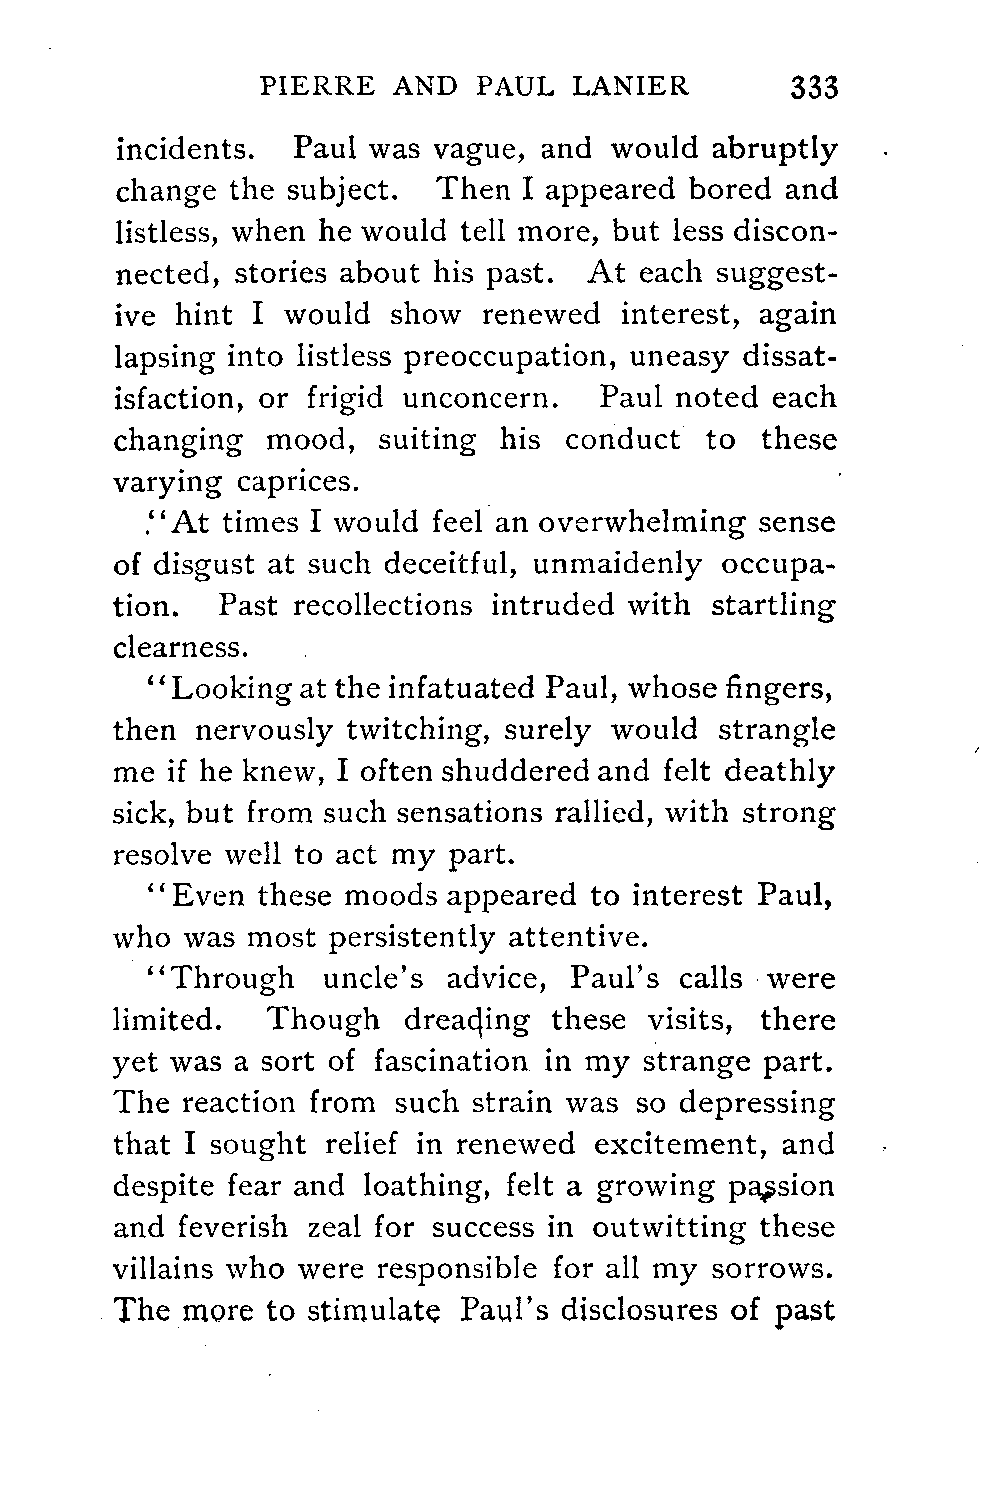 PIERRE AND PAUL LANIER 333
incidents. Paul was vague, and would abruptly
change the subject. Then I appeared bored and
listless, when he would tell more, but less discon-
nected, stories about his past. At each suggest-
ive hint I would show renewed interest, again
lapsing into listless preoccupation, uneasy dissat-
isfaction, or frigid unconcern. Paul noted each
changing mood, suiting his conduct to these
varying caprices.
"At times I would feel an overwhelming sense
of disgust at such deceitful, unmaidenly occupa-
tion. Past recollections intruded with startling
clearness.
"Looking at the infatuated Paul, whose fingers,
then nervously twitching, surely would strangle
me if he knew, I often shuddered and felt deathly
sick, but from such sensations rallied, with strong
resolve well to act my part.
"Even these moods appeared to interest Paul,
who was most persistently attentive.
"Through uncle's advice, Paul's calls were
limited. Though dreading these visits, there
yet was a sort of fascination in my strange part.
The reaction from such strain was so depressing
that I sought relief in renewed excitement, and
despite fear and loathing, felt a growing passion
and feverish zeal for success in outwitting these
villains who were responsible for all my sorrows.
The more to stimulate Paul's disclosures of past